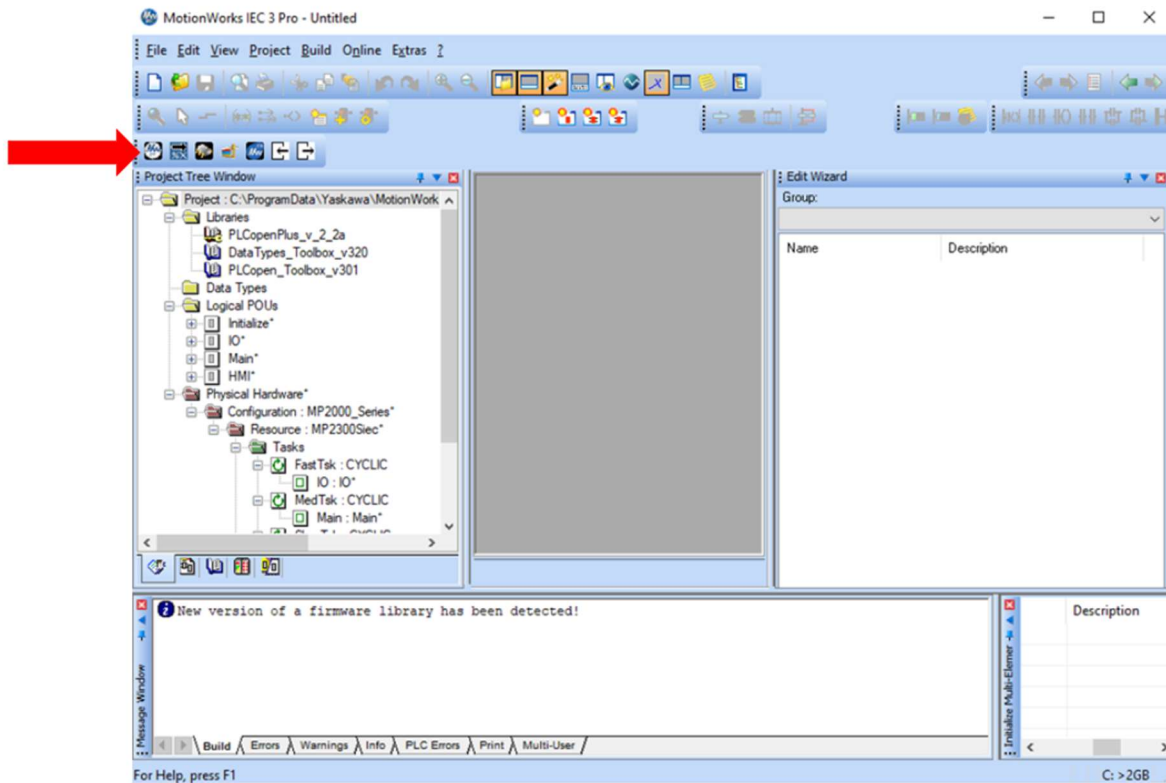 MotionWorks IEC 3 Pro - Untitled
File Edit View Project Build Online Extras ?
Project Tree Window
Edit Wizard
Project : C:\ProgramData\Yaskawa\MotionWork
Group:
Libraries
PLCopenPlus_v_2_2a
Name Description
DataTypes_Toolbox_v320
PLCopen_Toolbox_v301
Data Types
Logical POUs
Initialize*
IO*
Main*
HMI*
Physical Hardware*
Configuration : MP2000_Series*
Resource : MP2300Siec*
Tasks
FastTsk : CYCLIC
IO : IO*
MedTsk : CYCLIC
Main : Main*
New version of a firmware library has been detected!
Description
Message Window
Initialize Multi-Elemer
Build Errors Warnings Info PLC Errors Print Multi-User
For Help, press F1
C: >2GB